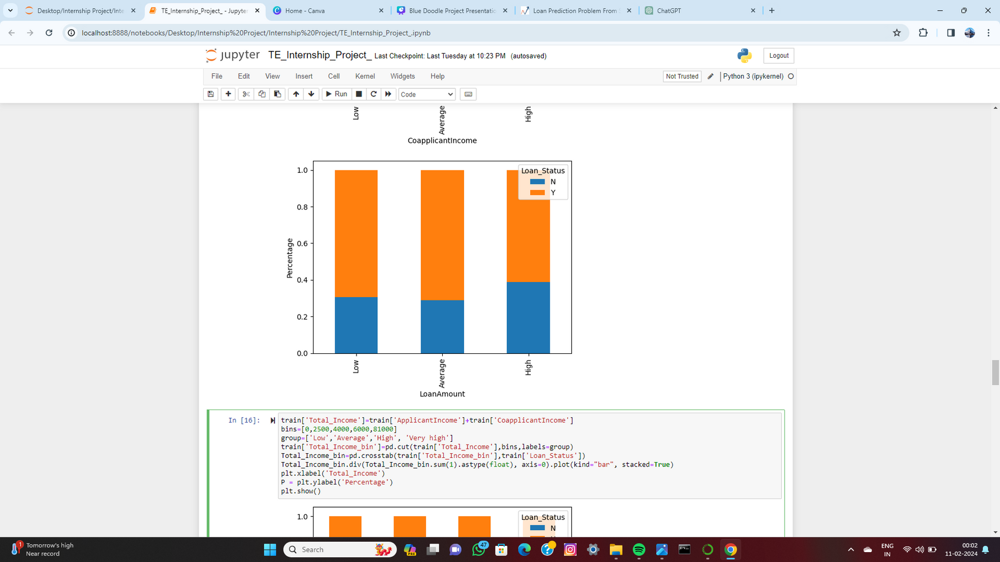 Desktop/Internship Project/Inte
TE_Internship_Project_ - Jupyter
Home - Canva
Blue Doodle Project Presentatio
Loan Prediction Problem From
ChatGPT
localhost:8888/notebooks/Desktop/Internship%20Project/Internship%20Project/TE_Internship_Project_.ipynb
jupyter TE_Internship_Project_ Last Checkpoint: Last Tuesday at 10:23 PM (autosaved)
Logout
File Edit View Insert Cell Kernel Widgets Help
Not Trusted Python 3 (ipykernel)
Run Code
Low Average High
CoapplicantIncome
Loan_Status
N
Y
1.0
0.8
0.6
0.4
0.2
0.0
Percentage
Low Average High
LoanAmount
In [16]:
train['Total_Income']=train['ApplicantIncome']+train['CoapplicantIncome']
bins=[0,2500,4000,6000,81000]
group=['Low','Average','High', 'Very high']
train['Total_Income_bin']=pd.cut(train['Total_Income'],bins,labels=group)
Total_Income_bin=pd.crosstab(train['Total_Income_bin'],train['Loan_Status'])
Total_Income_bin.div(Total_Income_bin.sum(1).astype(float), axis=0).plot(kind="bar", stacked=True)
plt.xlabel('Total_Income')
P = plt.ylabel('Percentage')
plt.show()
1.0
Loan_Status
N
1
Tomorrow's high
Near record
Search
PRE
47
ENG
IN
00:02
11-02-2024